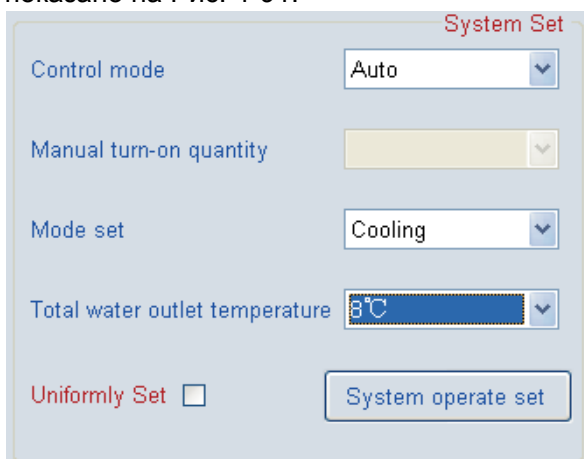 System Set
Control mode Auto
Manual turn-on quantity
Mode set Cooling
Total water outlet temperature 8℃
Uniformly Set System operate set